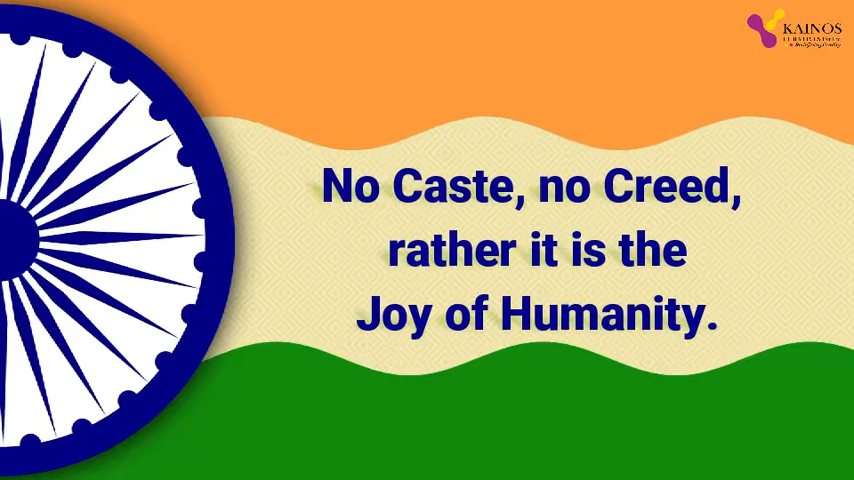 KAINOS
No Caste, no Creed,
rather it is the
Joy of Humanity.